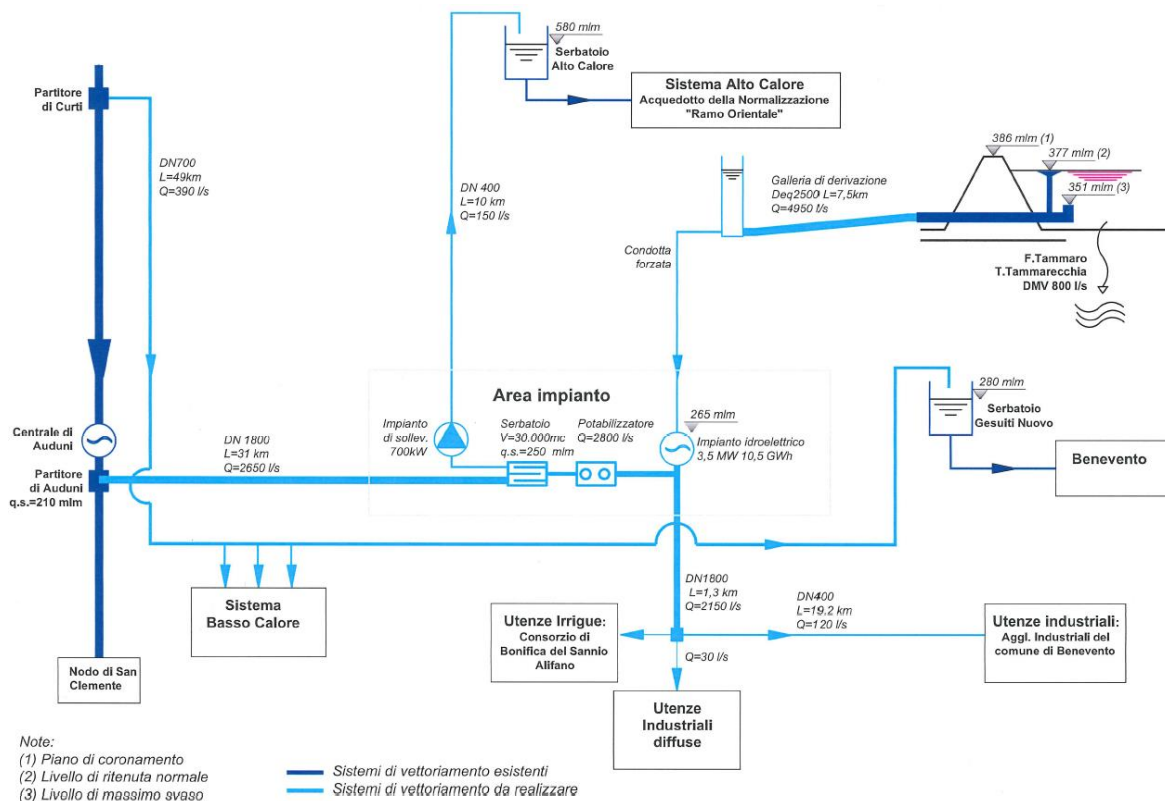 580 mlm
Serbatoio
Alto Calore
Sistema Alto Calore
Acquedotto della Normalizzazione
"Ramo Orientale"
Partitore
di Curti
DN700
L=49km
Q=390 l/s
DN 400
L=10 km
Q=150 l/s
386 mlm (1)
377 mlm (2)
351 mlm (3)
Galleria di derivazione
Deq2500 L=7,5km
Q=4950 l/s
Condotta
forzata
F.Tammaro
T.Tammarecchia
DMV 800 l/s
Area impianto
280 mlm
Serbatoio
Gesuiti Nuovo
Benevento
Centrale di
Auduni
Partitore
di Auduni
q.s.=210 mlm
DN 1800
L=31 km
Q=2650 l/s
Impianto
di sollev.
700kW
Serbatoio
V=30.000mc
q.s.=250 mlm
Potabilizzatore
Q=2800 l/s
265 mlm
Impianto idroelettrico
3,5 MW 10,5 GWh
Sistema
Basso Calore
DN1800
L=1,3 km
Q=2150 l/s
DN400
L=19,2 km
Q=120 l/s
Utenze Irrigue:
Consorzio di
Bonifica del Sannio
Alifano
Q=30 l/s
Utenze industriali:
Aggl. Industriali del
comune di Benevento
Utenze
Industriali
diffuse
Nodo di San
Clemente
Note:
(1) Piano di coronamento
(2) Livello di ritenuta normale
(3) Livello di massimo svaso
Sistemi di vettoriamento esistenti
Sistemi di vettoriamento da realizzare